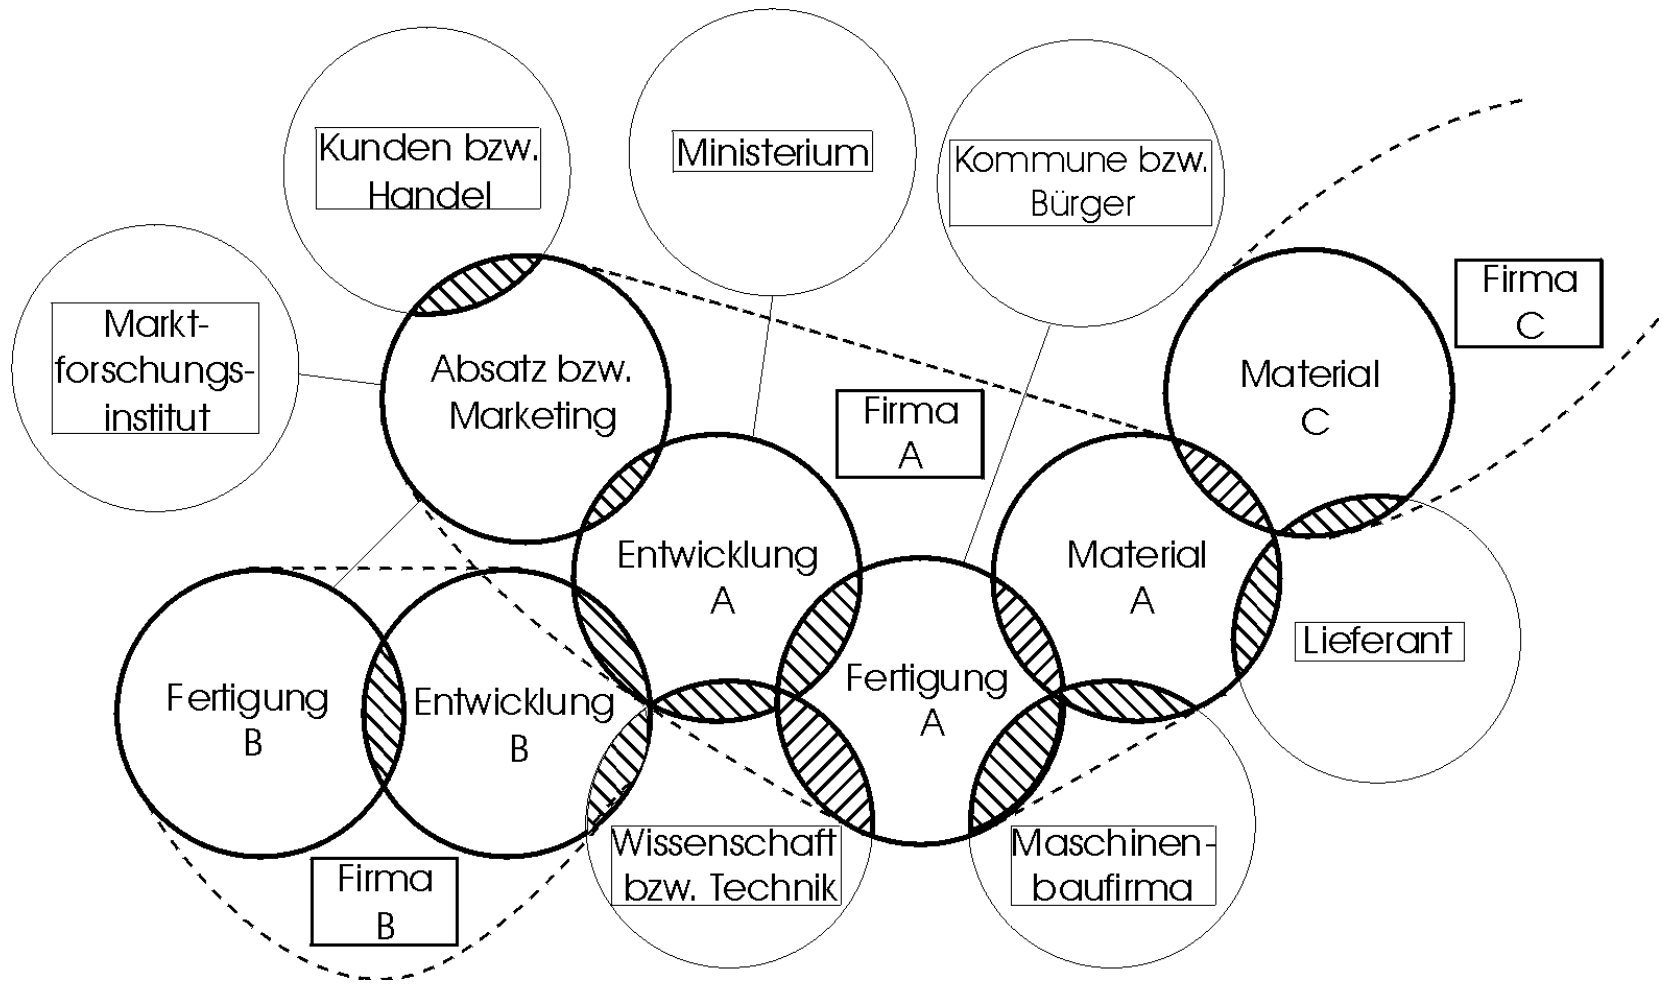 Kunden bzw.
Handel
Ministerium
Kommune bzw.
Bürger
Markt-
forschungs-
institut
Absatz bzw.
Marketing
Firma
A
Material
C
Firma
C
Entwicklung
A
Material
A
Lieferant
Fertigung
B
Entwicklung
B
Fertigung
A
Firma
B
Wissenschaft
bzw. Technik
Maschinen-
baufirma